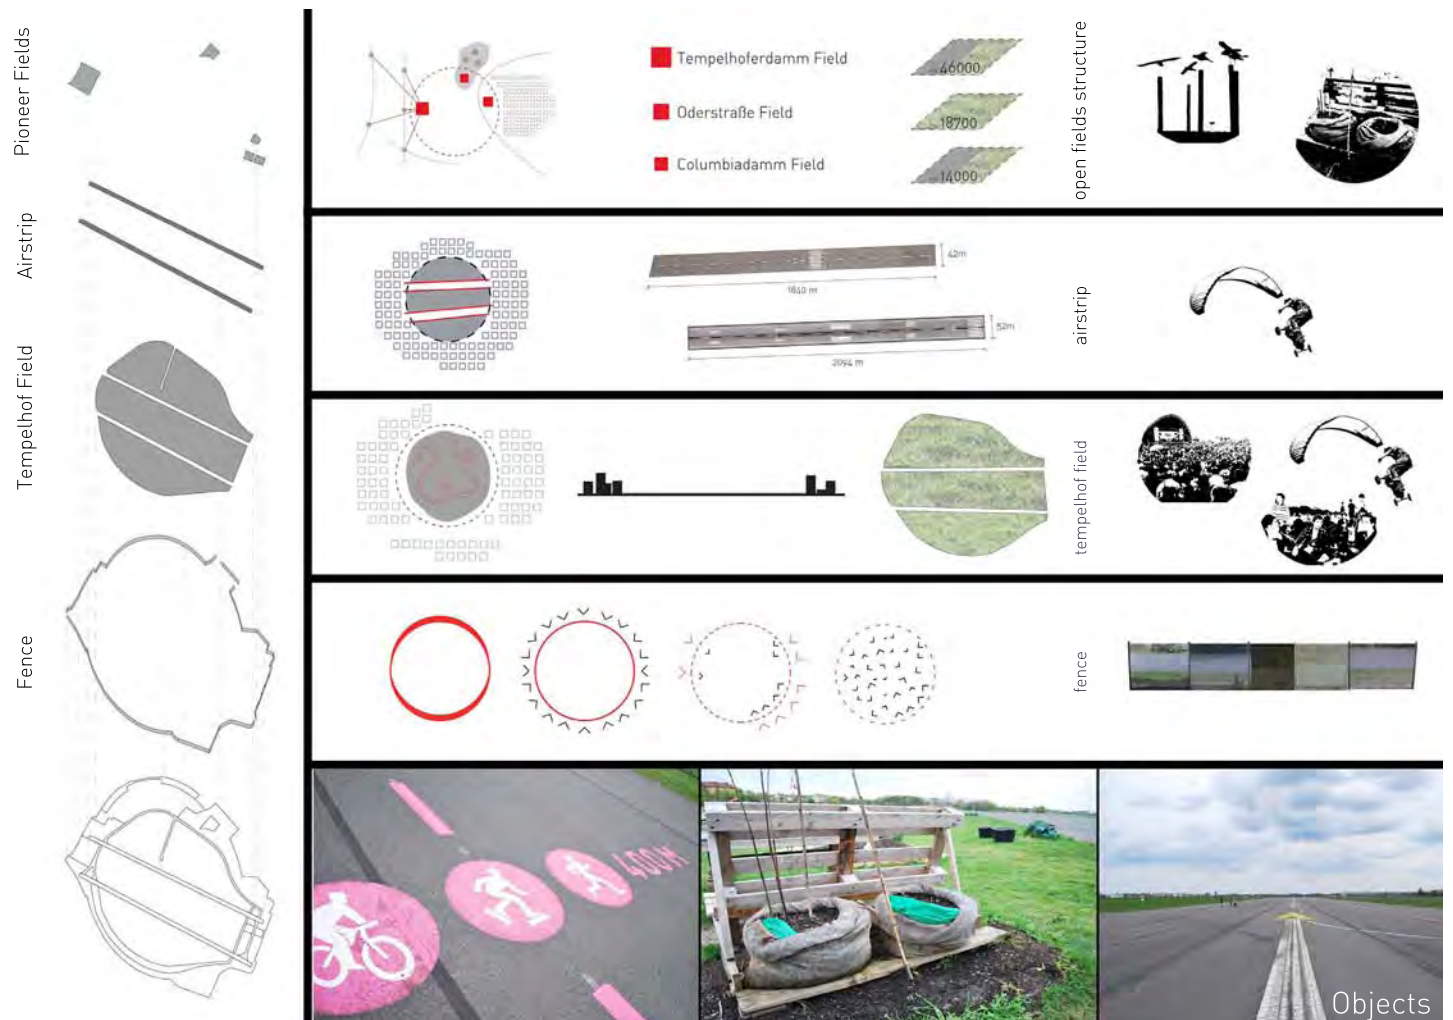 Pioneer Fields
Airstrip
Tempelhof Field
Fence
Tempelhoferdamm Field
46000
Oderstraße Field
18700
Columbiadamm Field
14000
open fields structure
42m
1840 m
52m
2094 m
airstrip
tempelhof field
fence
400M
Objects